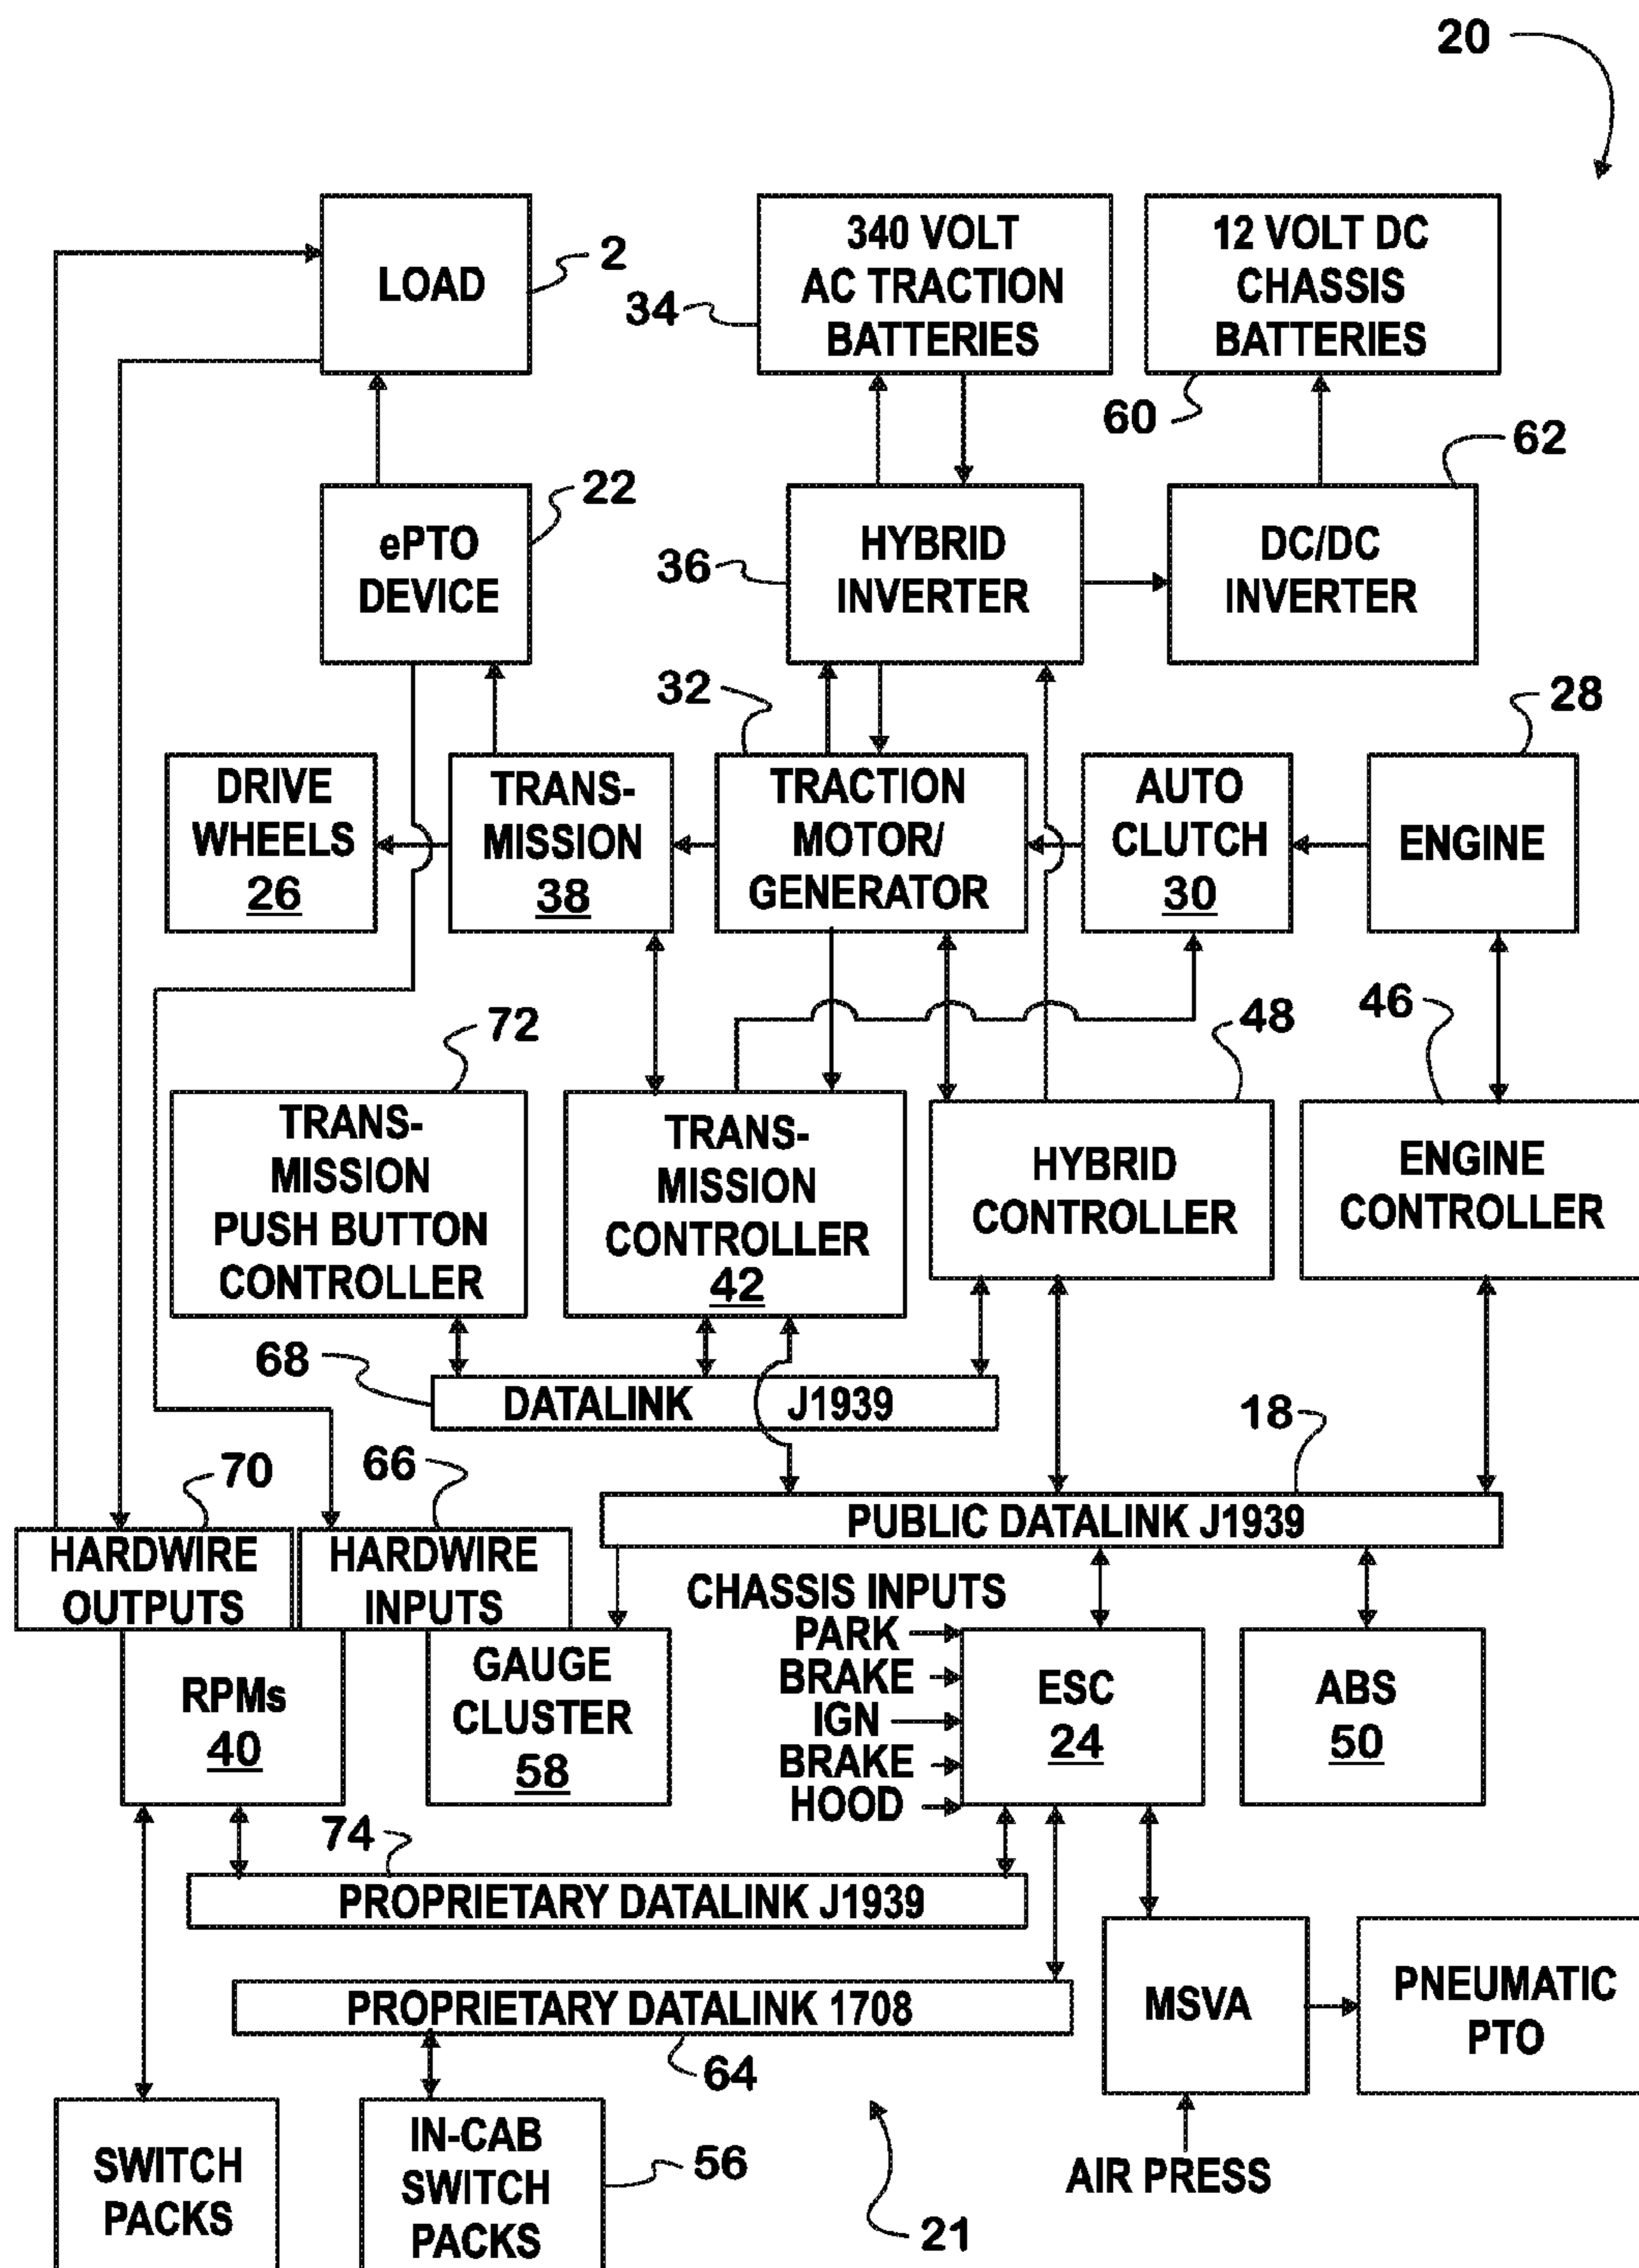 20
LOAD
2
34
340 VOLT
AC TRACTION
BATTERIES
12 VOLT DC
CHASSIS
BATTERIES
60
62
ePTO
DEVICE
22
36
HYBRID
INVERTER
DC/DC
INVERTER
32
28
DRIVE
WHEELS
26
TRANS-
MISSION
38
TRACTION
MOTOR/
GENERATOR
AUTO
CLUTCH
30
ENGINE
72
48
46
TRANS-
MISSION
PUSH BUTTON
CONTROLLER
TRANS-
MISSION
CONTROLLER
42
HYBRID
CONTROLLER
ENGINE
CONTROLLER
68
DATALINK J1939
18
70
66
PUBLIC DATALINK J1939
HARDWIRE
OUTPUTS
HARDWIRE
INPUTS
RPMs
40
GAUGE
CLUSTER
58
CHASSIS INPUTS
PARK
BRAKE
IGN
BRAKE
HOOD
ESC
24
ABS
50
74
PROPRIETARY DATALINK J1939
PROPRIETARY DATALINK 1708
64
MSVA
PNEUMATIC
PTO
AIR PRESS
SWITCH
PACKS
IN-CAB
SWITCH
PACKS
56
21